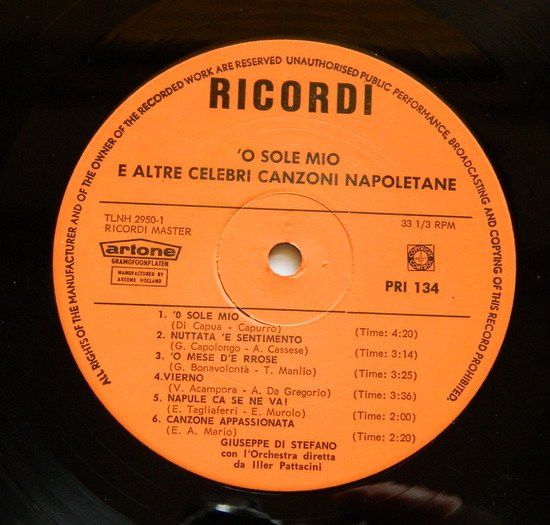 ALL RIGHTS OF THE MANUFACTURER AND OF THE OWNER OF THE RECORDED WORK ARE RESERVED UNAUTHORISED PUBLIC PERFORMANCE, BROADCASTING AND COPYING OF THIS RECORD PROHIBITED.
RICORDI
'O SOLE MIO
E ALTRE CELEBRI CANZONI NAPOLETANE
TLNH 2950-1
RICORDI MASTER
33 1/3 RPM
artone
GRAMOFOONPLATEN
MANUFACTURED BY
ARTONE HOLLAND
PRI 134
1. 'O SOLE MIO
(Di Capua - Capurro) (Time: 4:20)
2. NUTTATA 'E SENTIMENTO
(G. Capolongo - A. Cassese) (Time: 3:14)
3. 'O MESE D'E RROSE
(G. Bonavolontà - T. Manlio) (Time: 3:25)
4. VIERNO
(V. Acampora - A. De Gregorio) (Time: 3:36)
5. NAPULE CA SE NE VA!
(E. Tagliaferri - E. Murolo) (Time: 2:00)
6. CANZONE APPASSIONATA
(E. A. Mario) (Time: 2:20)
GIUSEPPE DI STEFANO
con l'Orchestra diretta
da Iller Pattacini